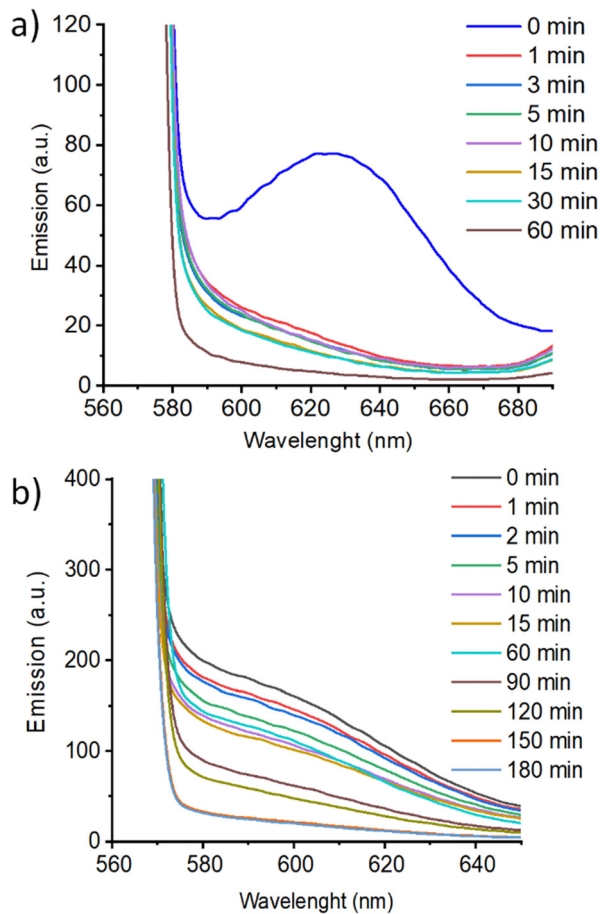 a)
120
100
80
60
40
20
0
Emission (a.u.)
560 580 600 620 640 660 680
Wavelenght (nm)
0 min
1 min
3 min
5 min
10 min
15 min
30 min
60 min
b)
400
300
200
100
0
Emission (a.u.)
560 580 600 620 640
Wavelenght (nm)
0 min
1 min
2 min
5 min
10 min
15 min
60 min
90 min
120 min
150 min
180 min